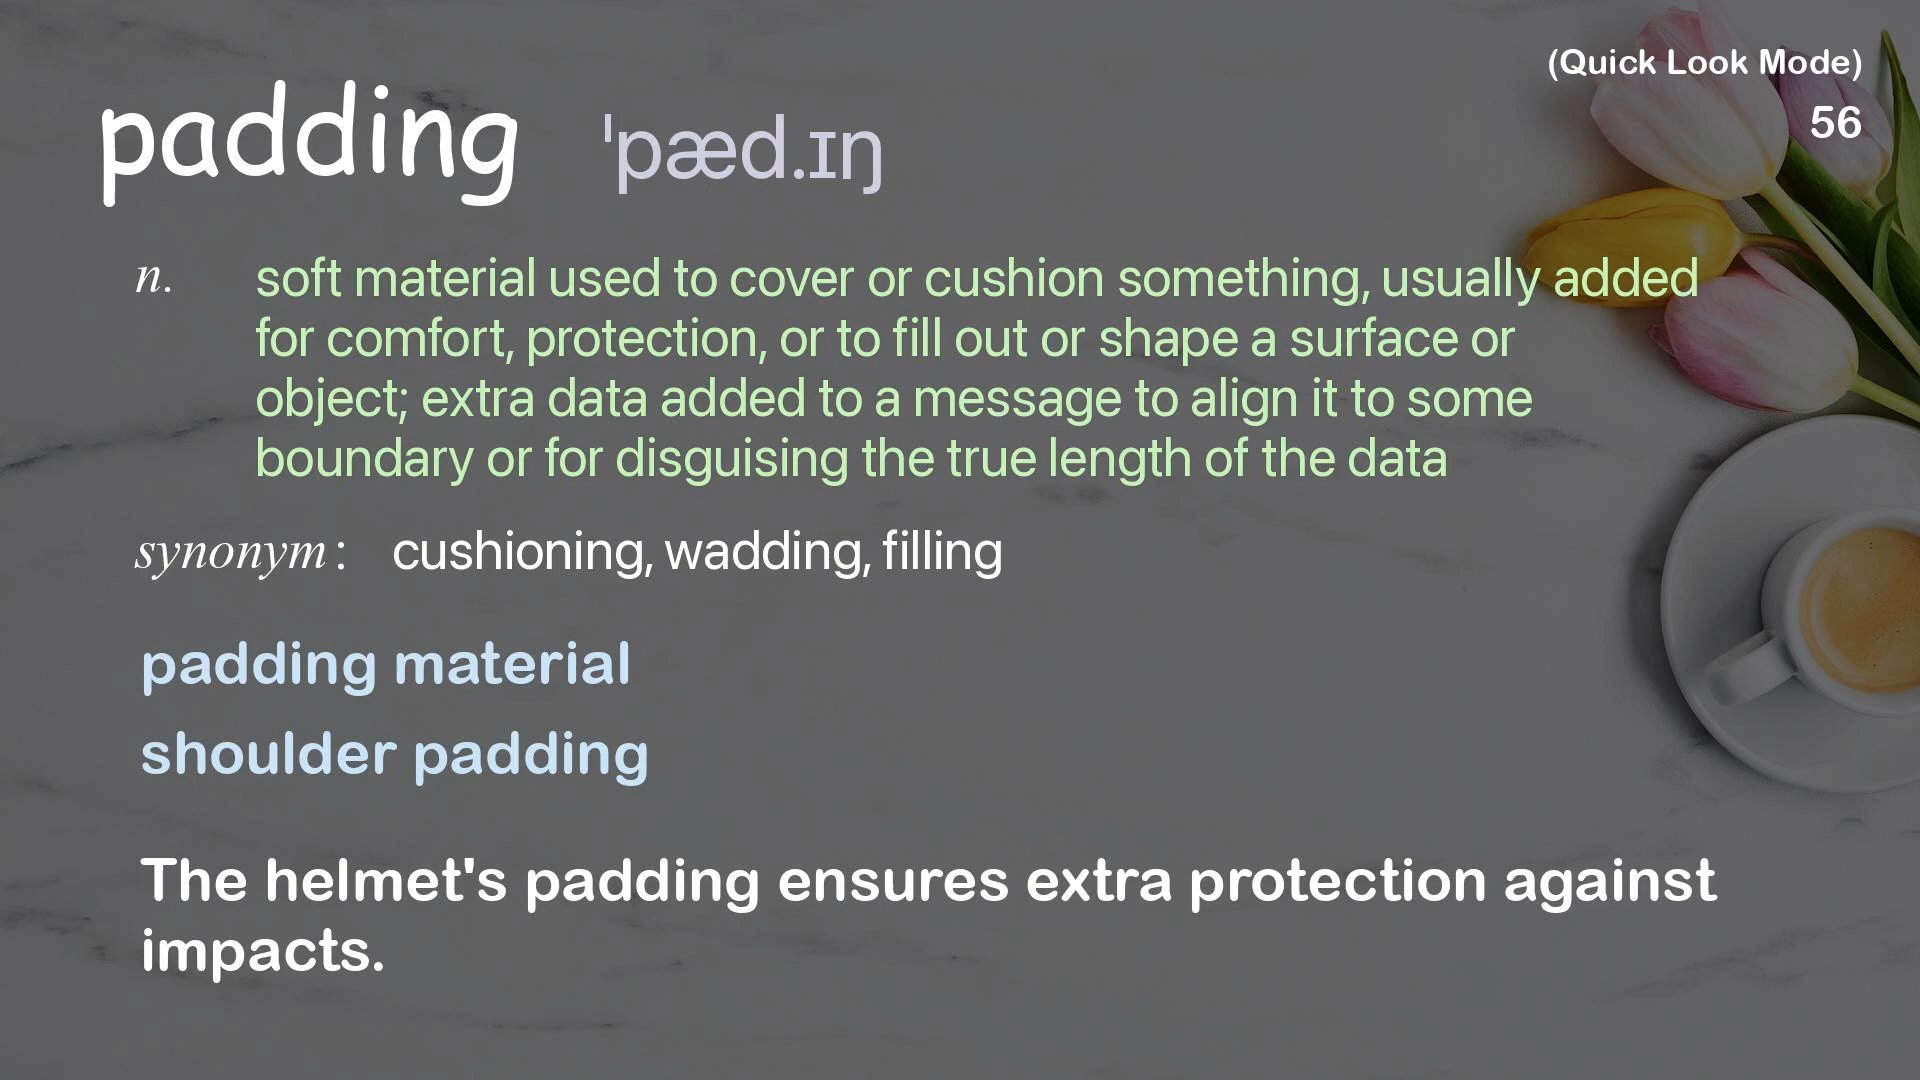 (Quick Look Mode)
56
padding ˈpæd.ɪŋ
n. soft material used to cover or cushion something, usually added
for comfort, protection, or to fill out or shape a surface or
object; extra data added to a message to align it to some
boundary or for disguising the true length of the data
synonym: cushioning, wadding, filling
padding material
shoulder padding
The helmet's padding ensures extra protection against
impacts.